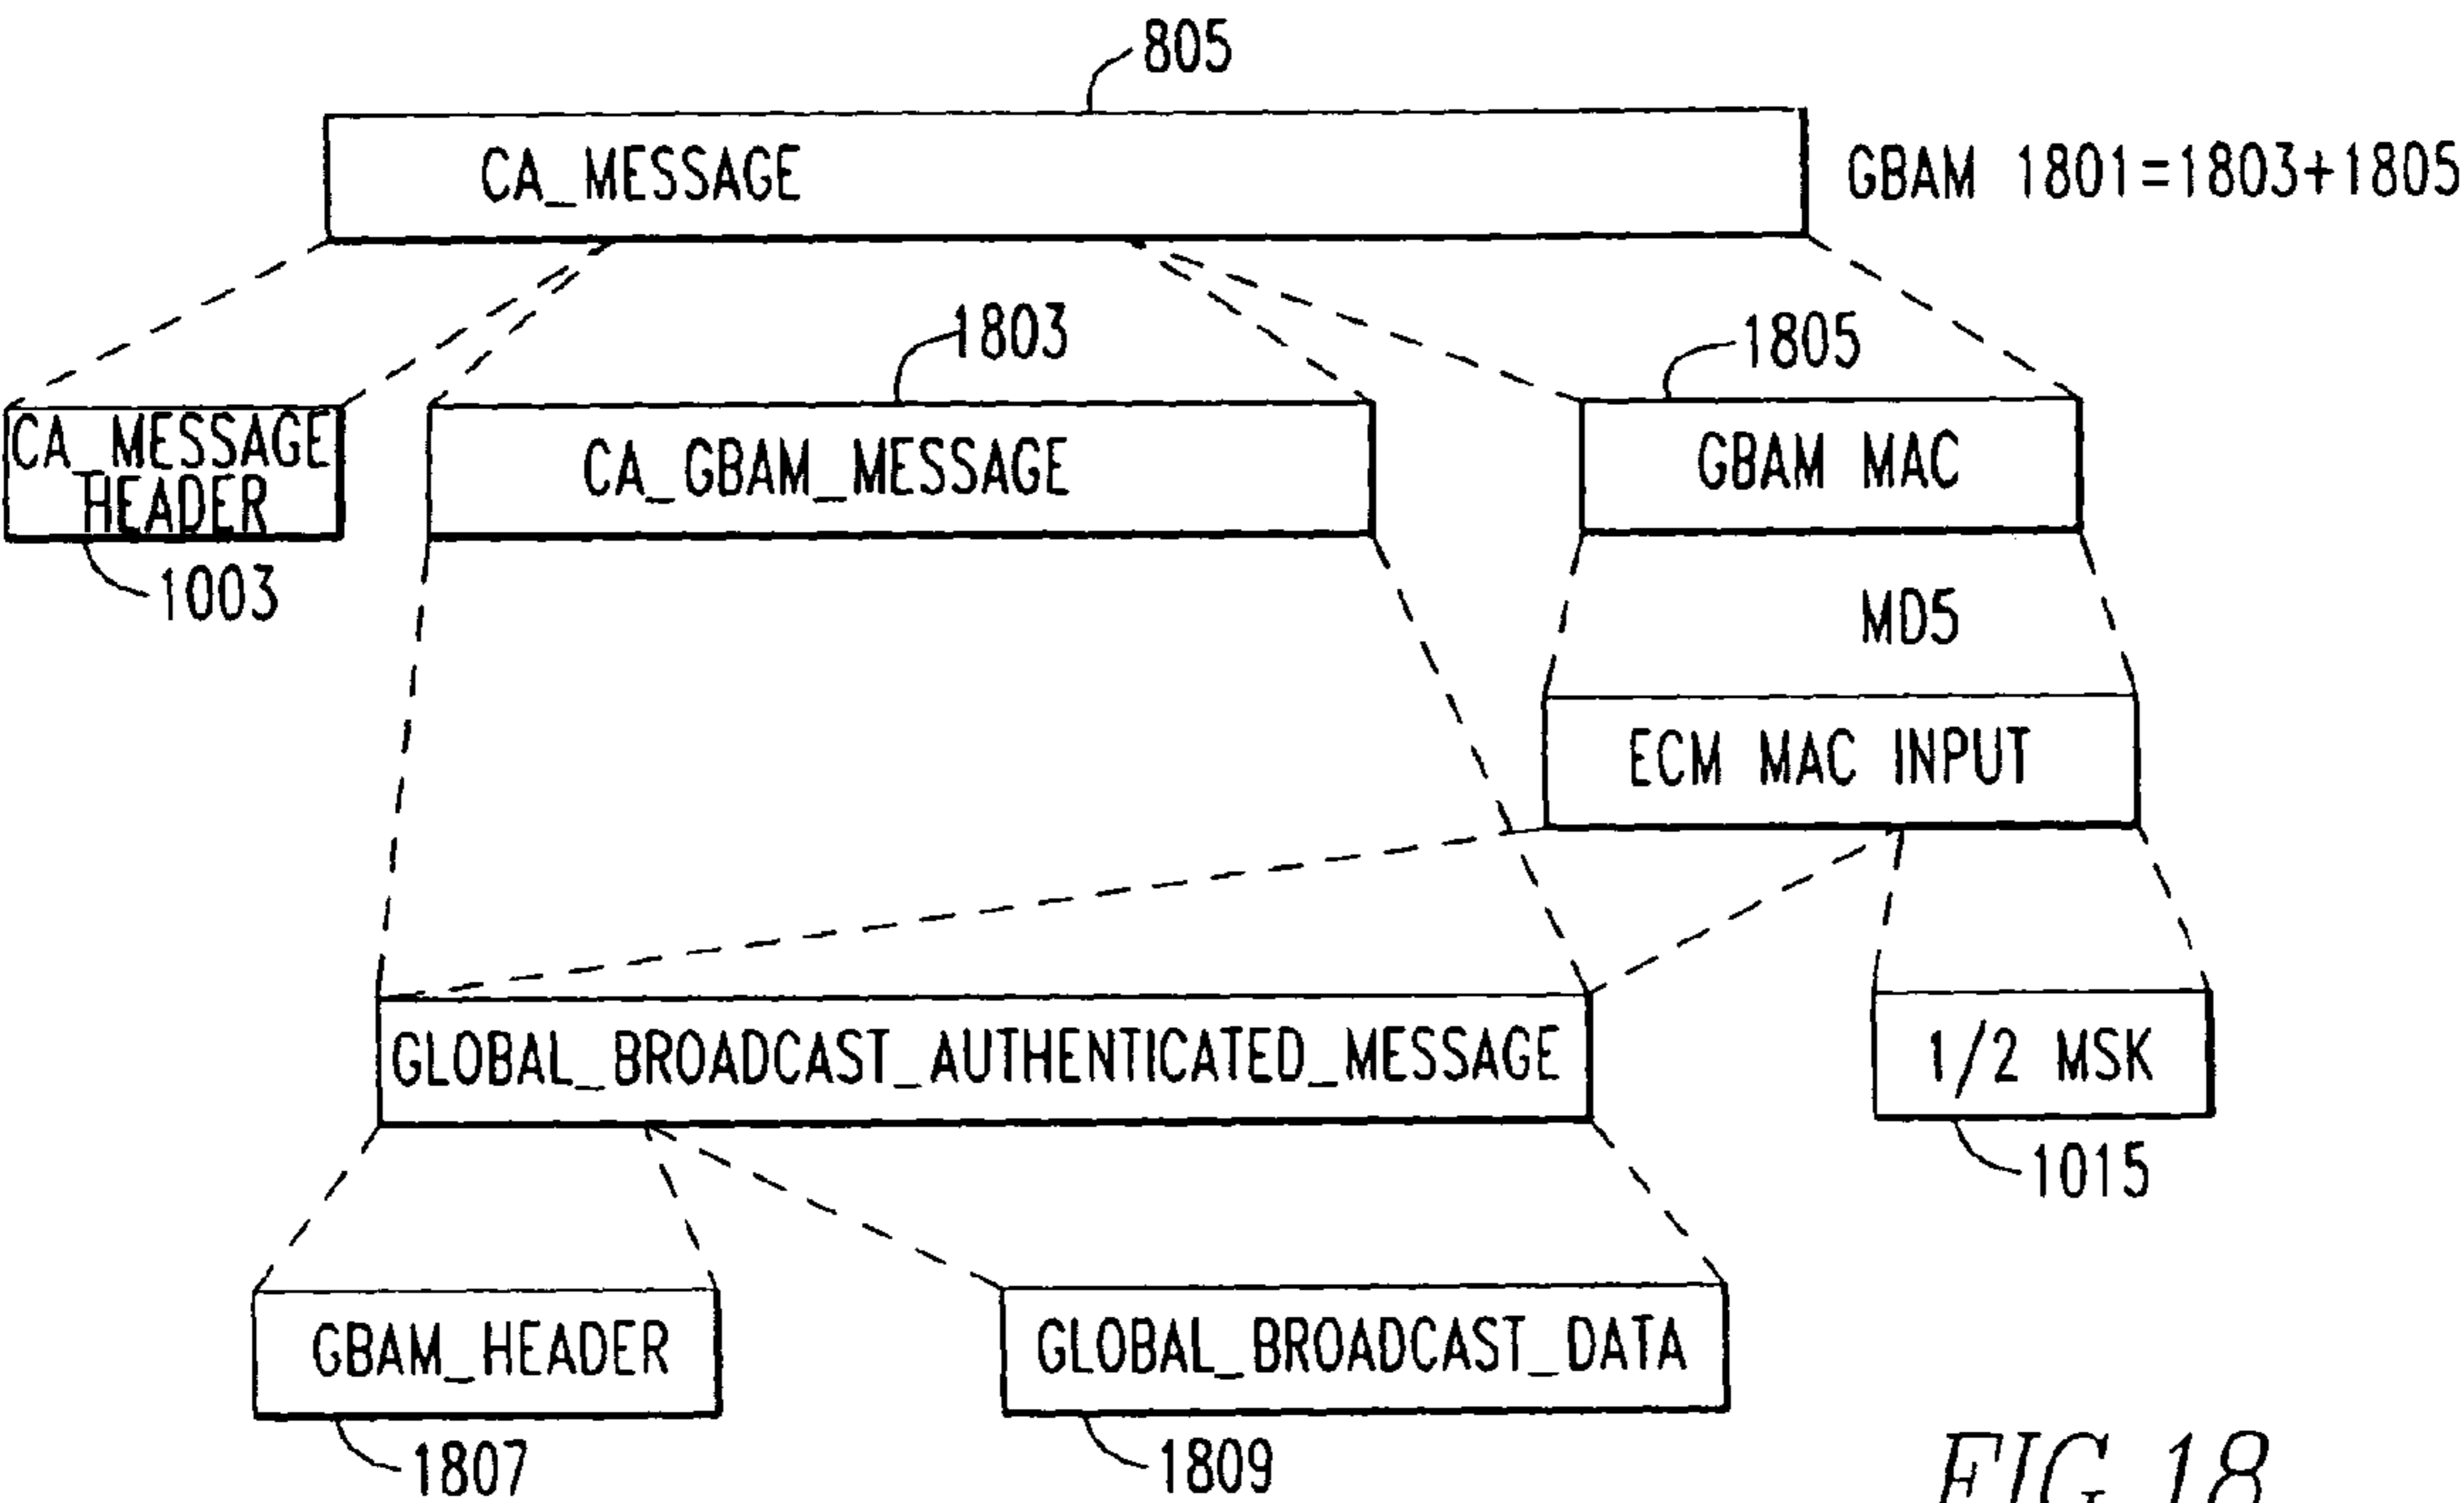 805
CA_MESSAGE
GBAM 1801=1803+1805
1803
1805
CA_MESSAGE
HEADER
CA_GBAM_MESSAGE
GBAM MAC
1003
MD5
ECM MAC INPUT
GLOBAL_BROADCAST_AUTHENTICATED_MESSAGE
1/2 MSK
1015
GBAM_HEADER
GLOBAL_BROADCAST_DATA
1807
1809
FIG 18